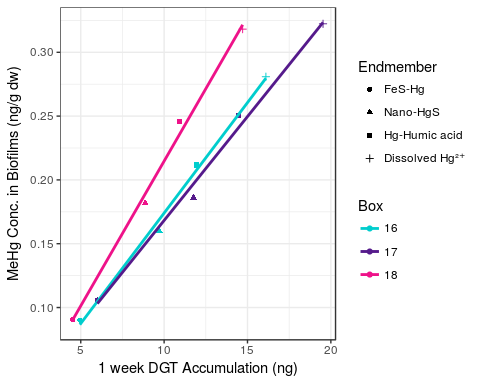 MeHg Conc. in Biofilms (ng/g dw)
0.30
0.25
0.20
0.15
0.10
5
10
15
20
1 week DGT Accumulation (ng)
Endmember
FeS-Hg
Nano-HgS
Hg-Humic acid
Dissolved Hg²⁺
Box
16
17
18